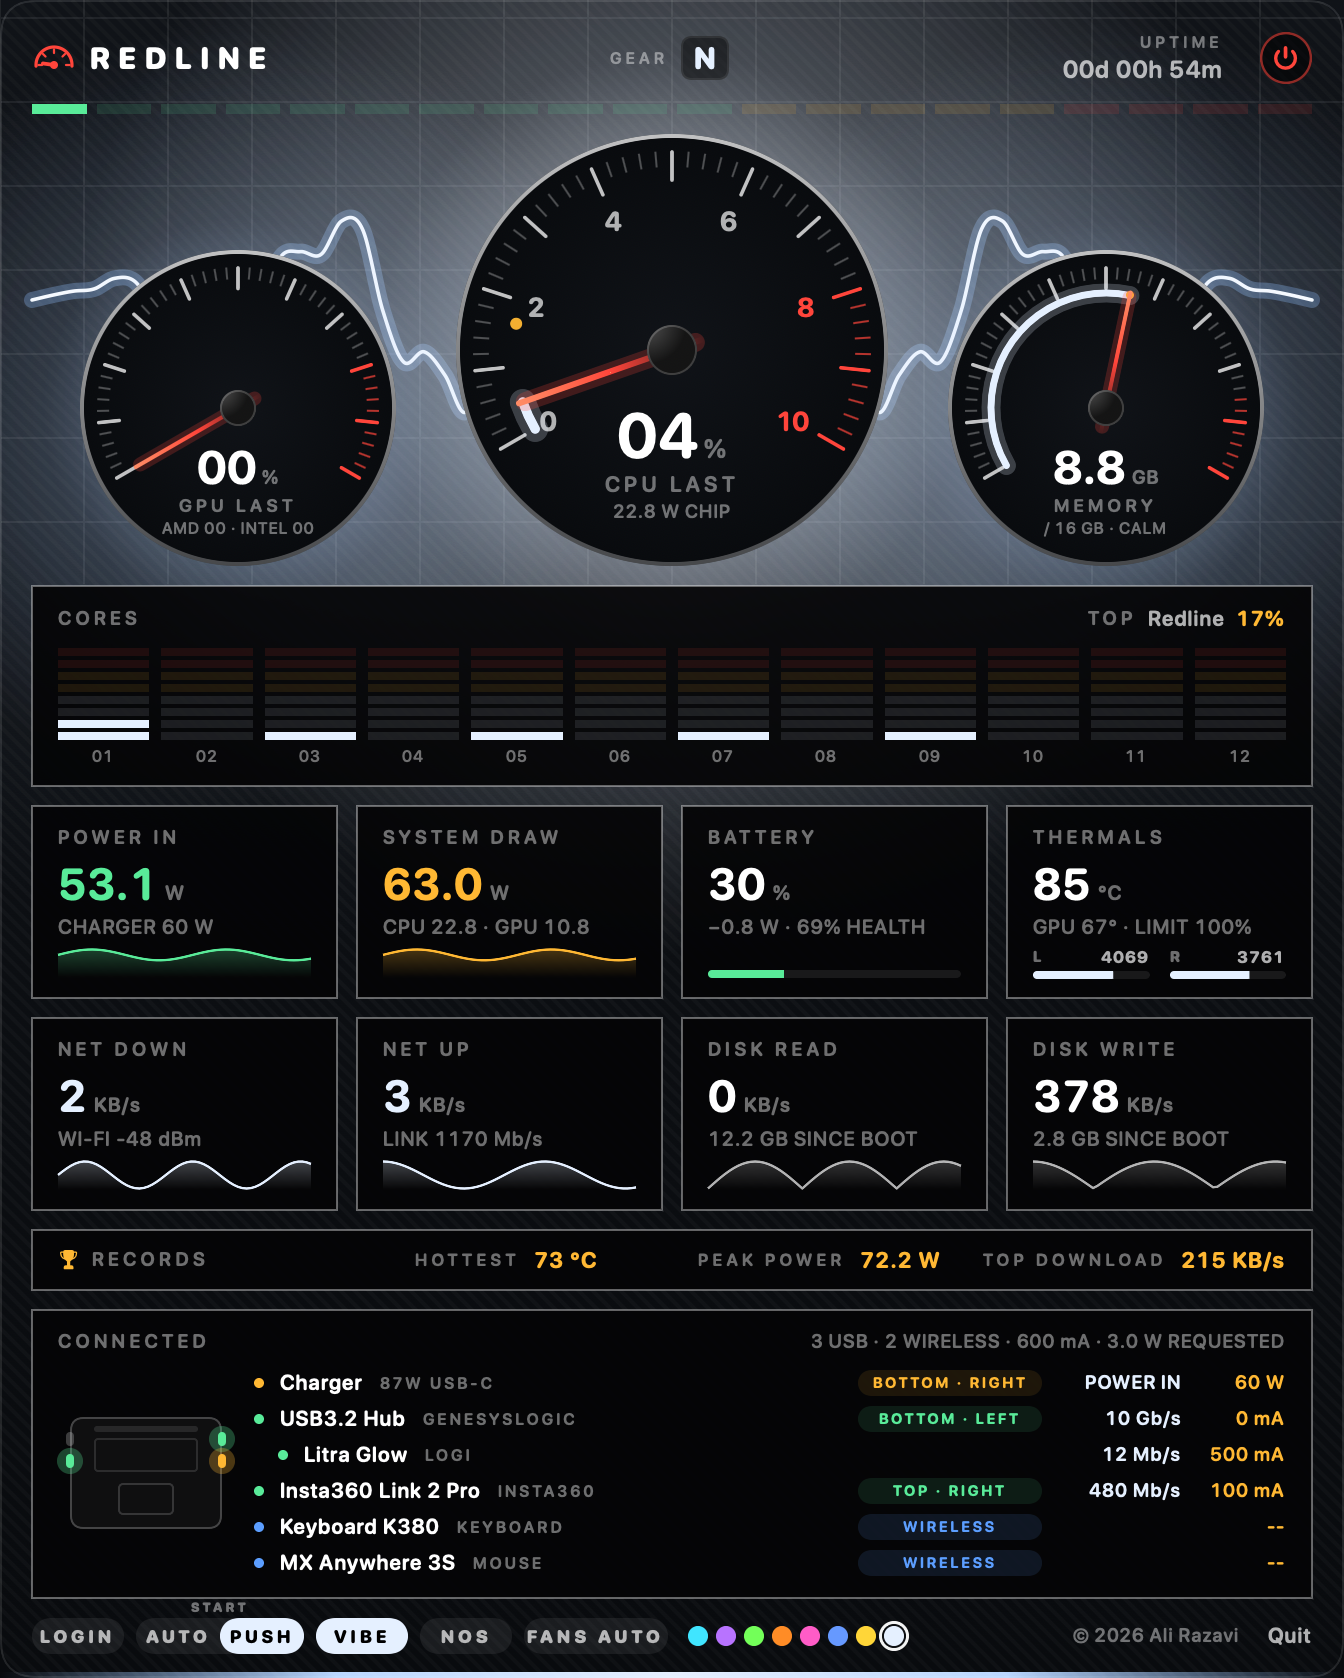 REDLINE
GEAR N
UPTIME
00d 00h 54m
4 6
2 8
0 10
00 %
GPU LAST
AMD 00 · INTEL 00
04 %
CPU LAST
22.8 W CHIP
8.8 GB
MEMORY
/ 16 GB · CALM
CORES TOP Redline 17%
01 02 03 04 05 06 07 08 09 10 11 12
POWER IN
53.1 W
CHARGER 60 W
SYSTEM DRAW
63.0 W
CPU 22.8 · GPU 10.8
BATTERY
30 %
−0.8 W · 69% HEALTH
THERMALS
85 °C
GPU 67° · LIMIT 100%
L 4069 R 3761
NET DOWN
2 KB/s
WI-FI -48 dBm
NET UP
3 KB/s
LINK 1170 Mb/s
DISK READ
0 KB/s
12.2 GB SINCE BOOT
DISK WRITE
378 KB/s
2.8 GB SINCE BOOT
RECORDS HOTTEST 73 °C PEAK POWER 72.2 W TOP DOWNLOAD 215 KB/s
CONNECTED 3 USB · 2 WIRELESS · 600 mA · 3.0 W REQUESTED
Charger 87W USB-C BOTTOM · RIGHT POWER IN 60 W
USB3.2 Hub GENESYSLOGIC BOTTOM · LEFT 10 Gb/s 0 mA
Litra Glow LOGI 12 Mb/s 500 mA
Insta360 Link 2 Pro INSTA360 TOP · RIGHT 480 Mb/s 100 mA
Keyboard K380 KEYBOARD WIRELESS --
MX Anywhere 3S MOUSE WIRELESS --
START
LOGIN AUTO PUSH VIBE NOS FANS AUTO © 2026 Ali Razavi Quit